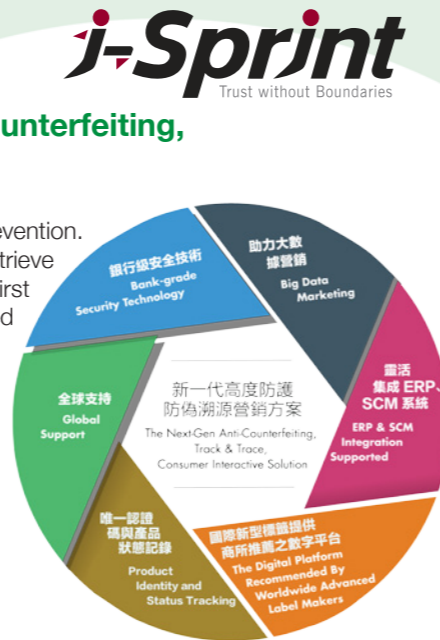 i-Sprint
Trust without Boundaries
unterfeiting,
evention.
trieve
irst
d
銀行級安全技術
Bank-grade
Security Technology
助力大數
據營銷
Big Data
Marketing
靈活
集成 ERP、
SCM 系統
ERP & SCM
Integration
Supported
全球支持
Global
Support
新一代高度防護
防偽溯源營銷方案
The Next-Gen Anti-Counterfeiting,
Track & Trace,
Consumer Interactive Solution
唯一認證
碼與產品
狀態記錄
Product
Identity and
Status Tracking
國際新型標籤提供
商所推薦之數字平台
The Digital Platform
Recommended By
Worldwide Advanced
Label Makers